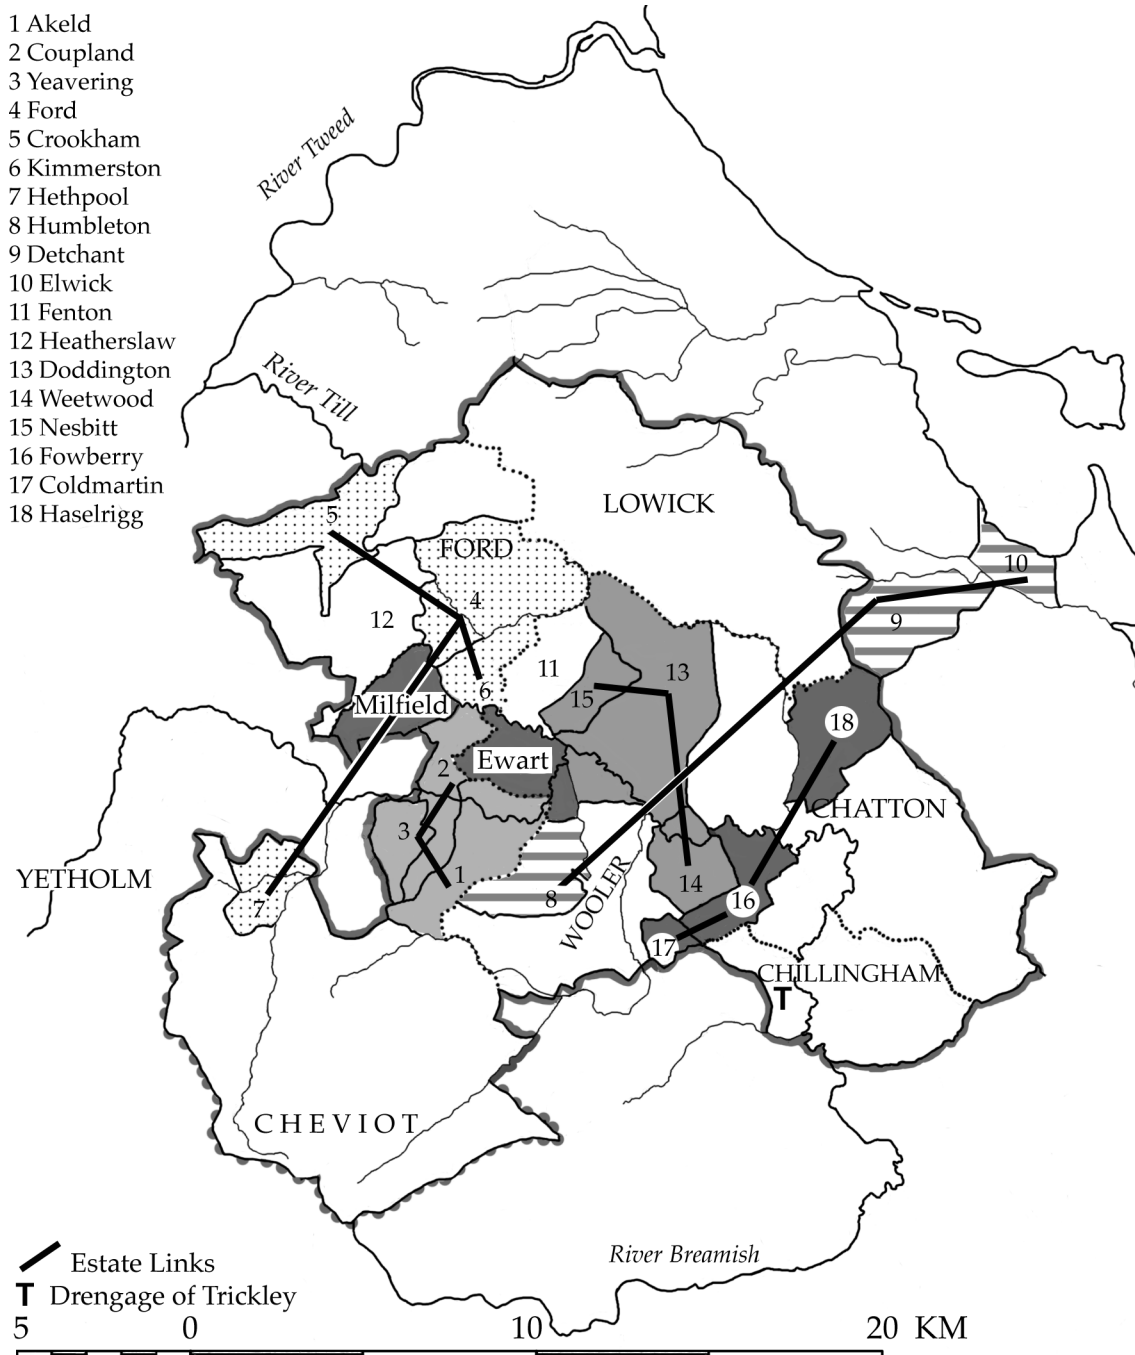 1 Akeld
2 Coupland
3 Yeavering
4 Ford
5 Crookham
6 Kimmerston
7 Hethpool
8 Humbleton
9 Detchant
10 Elwick
11 Fenton
12 Heatherslaw
13 Doddington
14 Weetwood
15 Nesbitt
16 Fowberry
17 Coldmartin
18 Haselrigg
River Tweed
River Till
LOWICK
5
FORD
10
4
12
9
11
13
6
15
Milfield
18
Ewart
2
CHATTON
3
YETHOLM
1
14
8
16
7
WOOLER
17
CHILLINGHAM
T
CHEVIOT
River Breamish
Estate Links
T Drengage of Trickley
5 0 10 20 KM